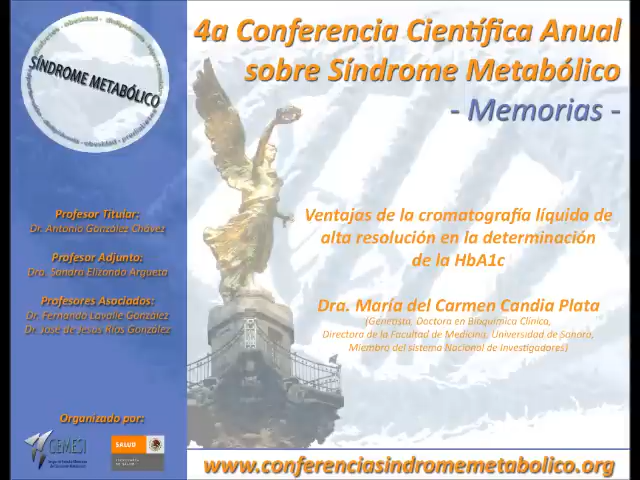 4a Conferencia Científica Anual
sobre Síndrome Metabólico
- Memorias -
SÍNDROME METABÓLICO
Profesor Titular:
Dr. Antonio González Chávez
Profesor Adjunto:
Dra. Sandra Elizondo Argueta
Profesores Asociados:
Dr. Fernando Lavalle González
Dr. José de Jesús Rios González
Organizado por:
GEMESI
SALUD
Ventajas de la cromatografía líquida de
alta resolución en la determinación
de la HbA1c
Dra. María del Carmen Candia Plata
(Genetista, Doctora en Bioquímica Clínica,
Directora de la Facultad de Medicina, Universidad de Sonora,
Miembro del sistema Nacional de Investigadores)
www.conferenciasindromemetabolico.org